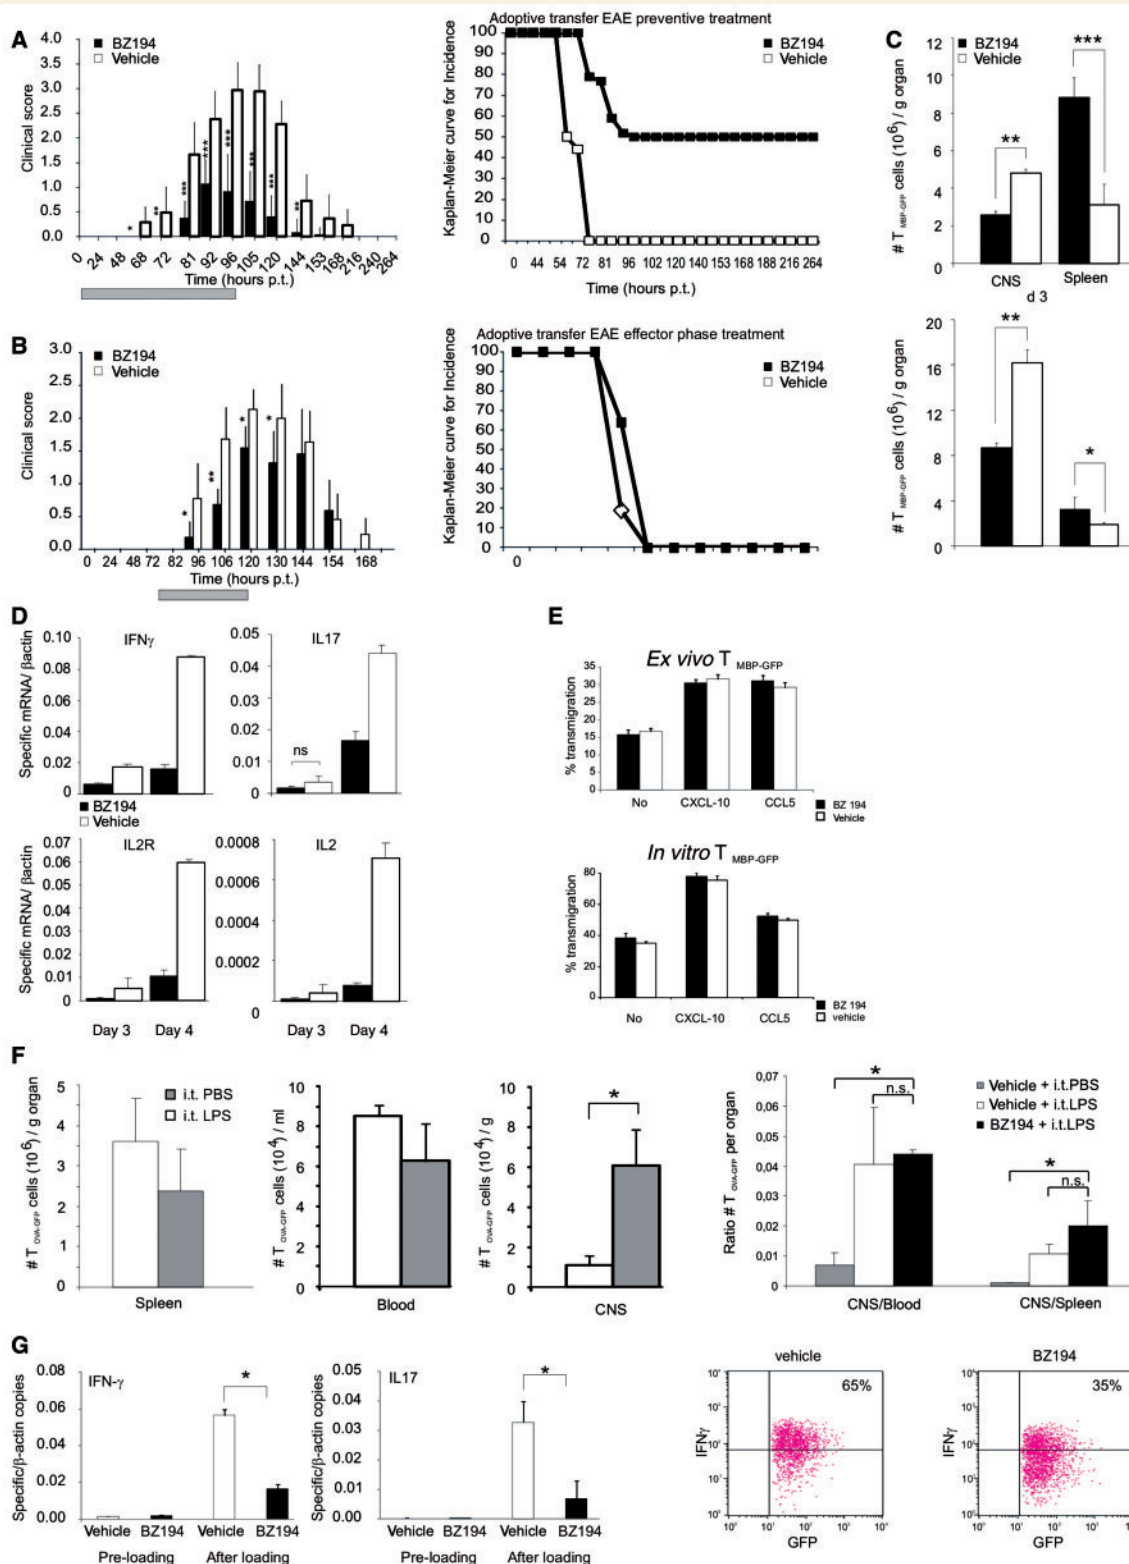 A
BZ194
Vehicle
Clinical score
4.0
3.5
3.0
2.5
2.0
1.5
1.0
0.5
0.0
* ** *** *** *** *** *** **
0 24 48 68 72 81 92 96 105 120 144 153 168 216 240 264
Time (hours p.t.)
Adoptive transfer EAE preventive treatment
BZ194
Vehicle
Kaplan-Meier curve for Incidence
100
90
80
70
60
50
40
30
20
10
0
0 44 64 72 81 96 102 120 144 153 168 188 216 264
Time (hours p.t.)
C
BZ194
Vehicle
# T MBP-GFP cells (10⁶) / g organ
12
10
8
6
4
2
0
**
***
CNS Spleen
d 3
# T MBP-GFP cells (10⁶) / g organ
20
16
12
8
4
0
**
*
B
BZ194
Vehicle
Clinical score
3.0
2.5
2.0
1.5
1.0
0.5
0.0
* ** * *
0 24 48 72 82 96 106 120 130 144 154 168
Time (hours p.t.)
Adoptive transfer EAE effector phase treatment
BZ194
Vehicle
Kaplan-Meier curve for Incidence
100
90
80
70
60
50
40
30
20
10
0
0
D
IFNγ
Specific mRNA/ βactin
0.10
0.08
0.06
0.04
0.02
0
BZ194
Vehicle
IL17
0.05
0.04
0.03
0.02
0.01
0
ns
IL2R
Specific mRNA/ βactin
0.07
0.06
0.05
0.04
0.03
0.02
0.01
0
Day 3 Day 4
IL2
0.0008
0.0006
0.0004
0.0002
0
Day 3 Day 4
E
Ex vivo T MBP-GFP
% transmigration
35
30
25
20
15
10
5
0
No CXCL-10 CCL5
BZ 194
Vehicle
In vitro T MBP-GFP
% transmigration
80
60
40
20
0
No CXCL-10 CCL5
BZ 194
vehicle
F
i.t. PBS
i.t. LPS
# T OVA-GFP cells (10⁶) / g organ
5
4
3
2
1
0
Spleen
# T OVA-GFP cells (10⁴) / ml
10
8
6
4
2
0
Blood
# T OVA-GFP cells (10⁴) / g
10
8
6
4
2
0
*
CNS
Ratio # T OVA-GFP per organ
0,07
0,06
0,05
0,04
0,03
0,02
0,01
0
*
n.s.
*
n.s.
Vehicle + i.t.PBS
Vehicle + i.t.LPS
BZ194 + i.t.LPS
CNS/Blood CNS/Spleen
G
IFN-γ
Specific/β-actin copies
0.08
0.06
0.04
0.02
0.00
*
Vehicle BZ194 Vehicle BZ194
Pre-loading After loading
IL17
Specific/β-actin copies
0.05
0.04
0.03
0.02
0.01
0.00
*
Vehicle BZ194 Vehicle BZ194
Pre-loading After loading
vehicle
65%
IFNγ
10⁴
10³
10²
10¹
10⁰ 10¹ 10² 10³ 10⁴
GFP
BZ194
35%
IFNγ
10⁴
10³
10²
10¹
10⁰ 10¹ 10² 10³
GFP